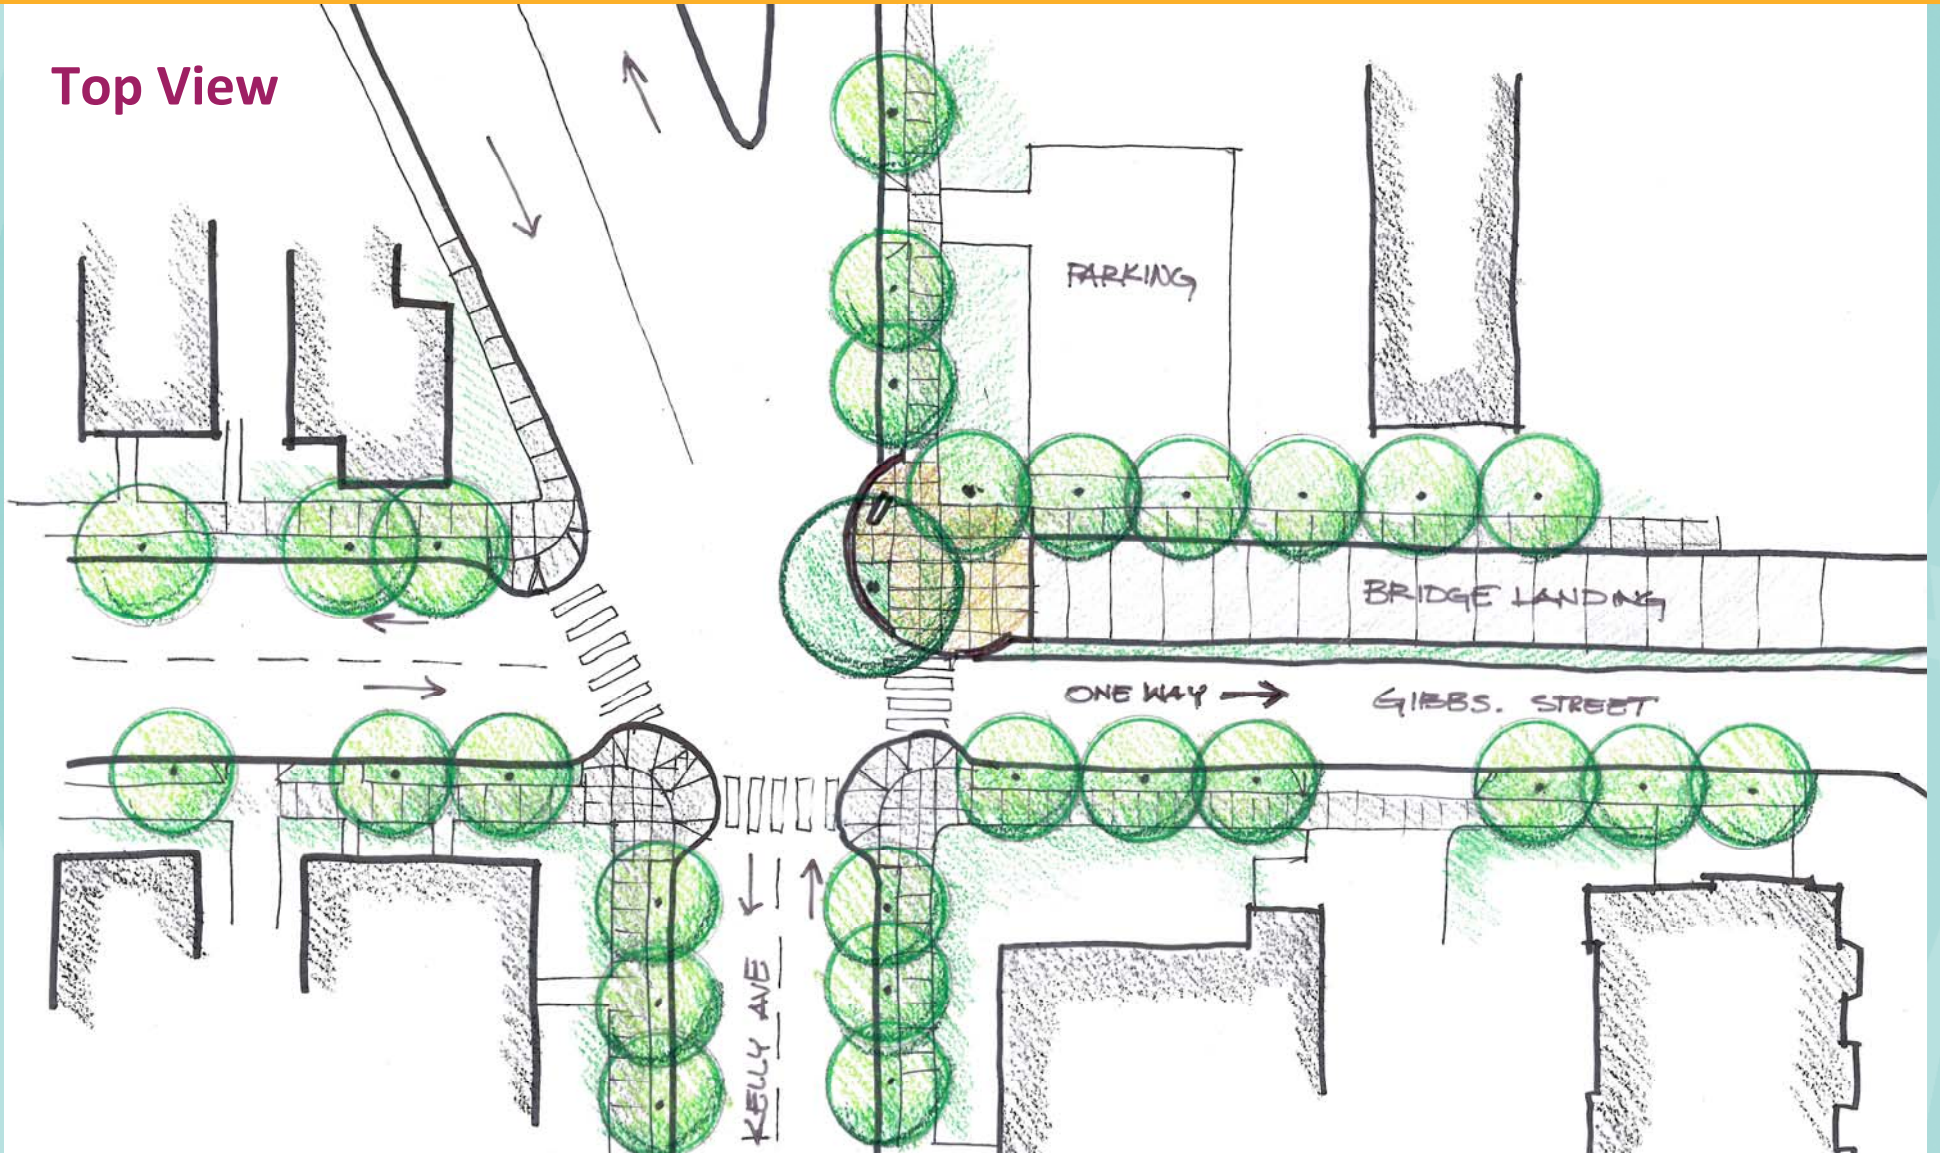 Top View
PARKING
BRIDGE LANDING
ONE WAY
GIBBS. STREET
KELLY AVE